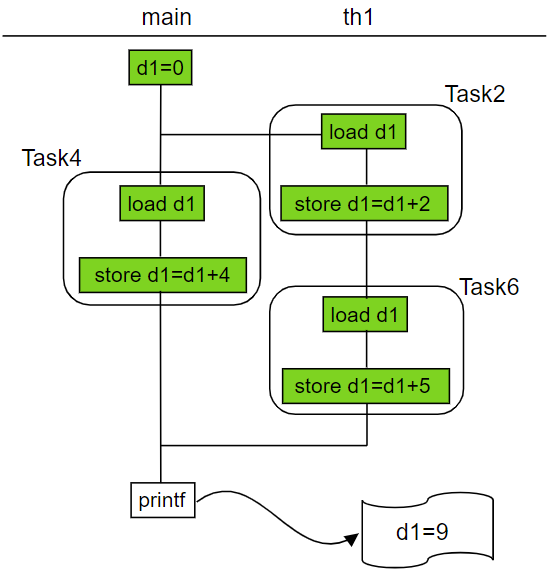 main
th1
d1=0
Task2
load d1
Task4
load d1
store d1=d1+2
store d1=d1+4
Task6
load d1
store d1=d1+5
printf
d1=9